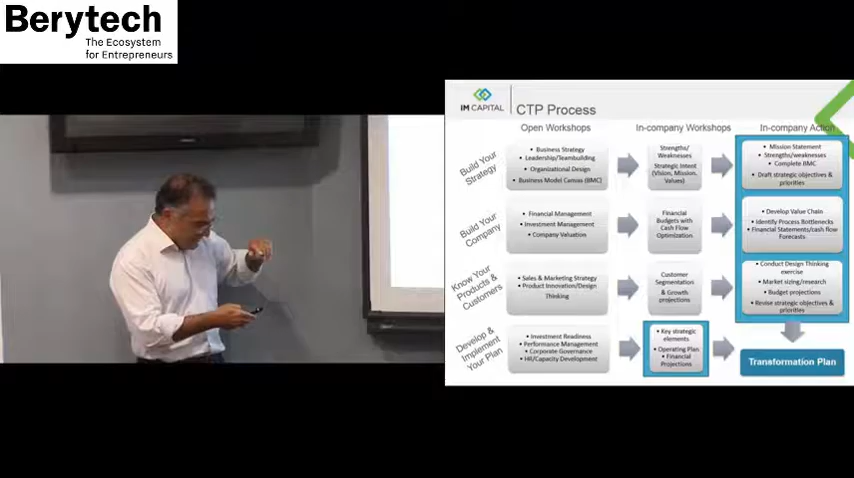 Berytech
The Ecosystem
for Entrepreneurs
IM CAPITAL
CTP Process
Open Workshops
In-company Workshops
In-company Action
Build Your
Strategy
• Business Strategy
• Leadership/Teambuilding
• Organizational Design
• Business Model Canvas (BMC)
Strengths/
Weaknesses
Strategic Intent
(Vision, Mission,
Values)
• Mission Statement
• Strengths/weaknesses
• Complete BMC
• Draft strategic objectives &
priorities
Build Your
Company
• Financial Management
• Investment Management
• Company Valuation
Financial
Budgets with
Cash Flow
Optimization
• Develop Value Chain
• Identify Process Bottlenecks
• Financial Statements/cash flow
Forecasts
Know Your
Products &
Customers
• Sales & Marketing Strategy
• Product Innovation/Design
Thinking
Customer
Segmentation
& Growth
projections
• Conduct Design Thinking
exercise
• Market sizing/research
• Budget projections
• Revise strategic objectives &
priorities
Develop &
Implement
Your Plan
• Investment Readiness
• Performance Management
• Corporate Governance
• HR/Capacity Development
• Key strategic
elements
• Operating Plan
• Financial
Projections
Transformation Plan